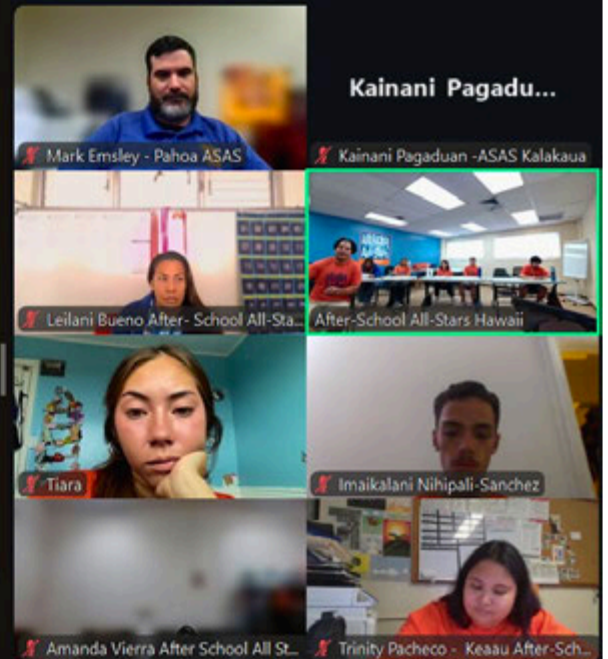 Kainani Pagadu...
Mark Emsley - Pahoa ASAS
Kainani Pagaduan -ASAS Kalakaua
Leilani Bueno After- School All-Sta...
After-School All-Stars Hawaii
Tiara
Imaikalani Nihipali-Sanchez
Amanda Vierra After School All St...
Trinity Pacheco - Keaau After-Sch...